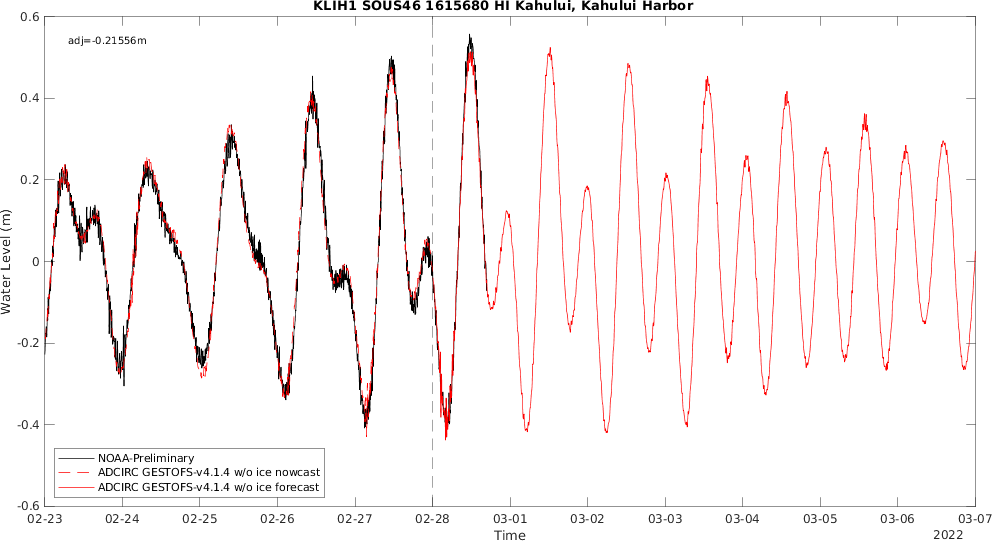 KLIH1 SOUS46 1615680 HI Kahului, Kahului Harbor
adj=-0.21556m
0.6
0.4
0.2
0
-0.2
-0.4
-0.6
Water Level (m)
NOAA-Preliminary
ADCIRC GESTOFS-v4.1.4 w/o ice nowcast
ADCIRC GESTOFS-v4.1.4 w/o ice forecast
02-23 02-24 02-25 02-26 02-27 02-28 03-01 03-02 03-03 03-04 03-05 03-06 03-07
Time
2022